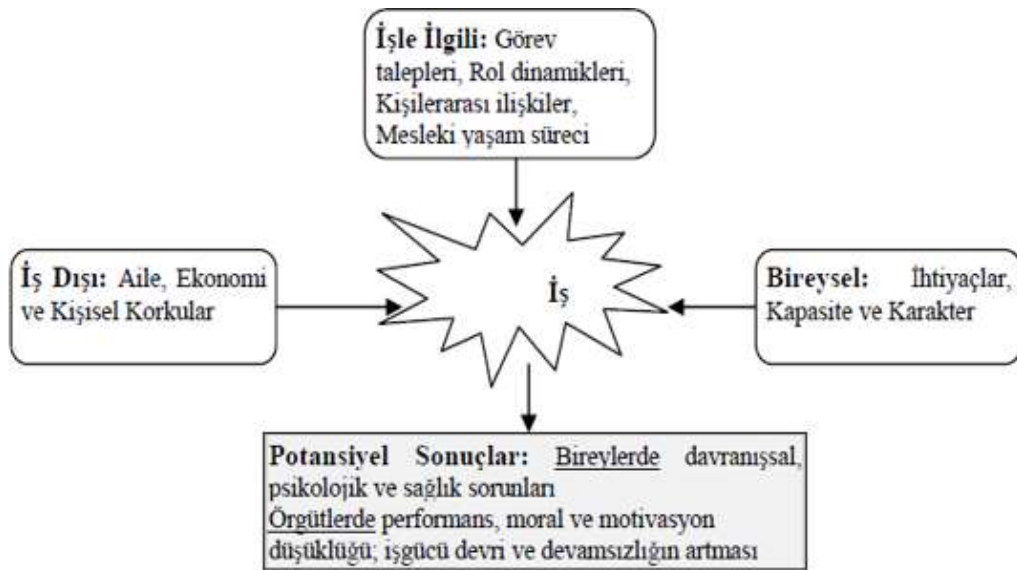 İşle İlgili: Görev
talepleri, Rol dinamikleri,
Kişilerarası ilişkiler,
Mesleki yaşam süreci
İş Dışı: Aile, Ekonomi
ve Kişisel Korkular
İş
Bireysel: İhtiyaçlar,
Kapasite ve Karakter
Potansiyel Sonuçlar: Bireylerde davranışsal,
psikolojik ve sağlık sorunları
Örgütlerde performans, moral ve motivasyon
düşüklüğü; işgücü devri ve devamsızlığın artması